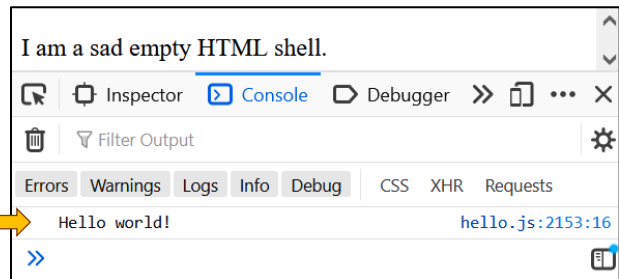 I am a sad empty HTML shell.
Inspector Console Debugger
Filter Output
Errors Warnings Logs Info Debug CSS XHR Requests
Hello world! hello.js:2153:16